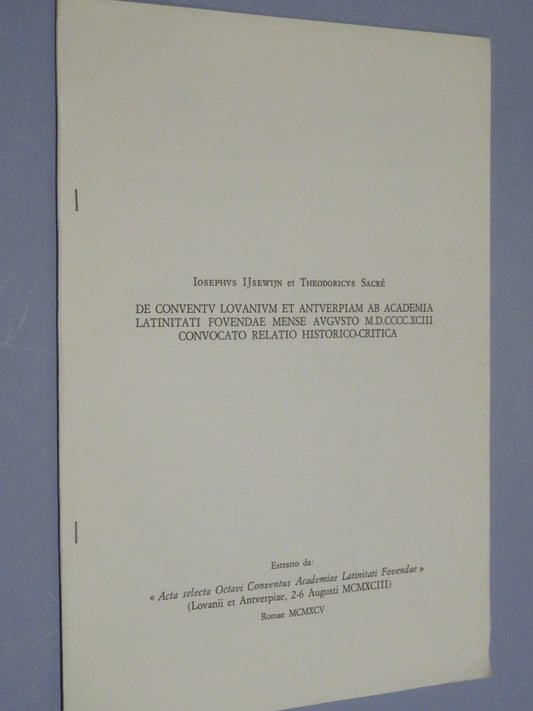 IOSEPHVS IJSEWIJN et THEODORICVS SACRÉ
DE CONVENTV LOVANIVM ET ANTVERPIAM AB ACADEMIA
LATINITATI FOVENDAE MENSE AVGVSTO M.D.CCCC.XCIII
CONVOCATO RELATIO HISTORICO-CRITICA
Estratto da:
« Acta selecta Octavi Conventus Academiae Latinitati Fovendae »
(Lovanii et Antverpiae, 2-6 Augusti MCMXCIII)
Romae MCMXCV